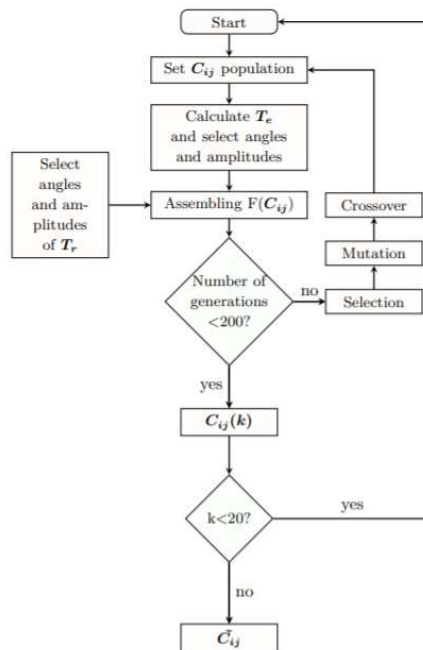 Start
Set C_ij population
Calculate T_e
and select angles
and amplitudes
Select
angles
and am-
plitudes
of T_r
Assembling F(C_ij)
Crossover
Mutation
Selection
Number of
generations
<200?
no
yes
C_ij(k)
k<20?
yes
no
C̄_ij